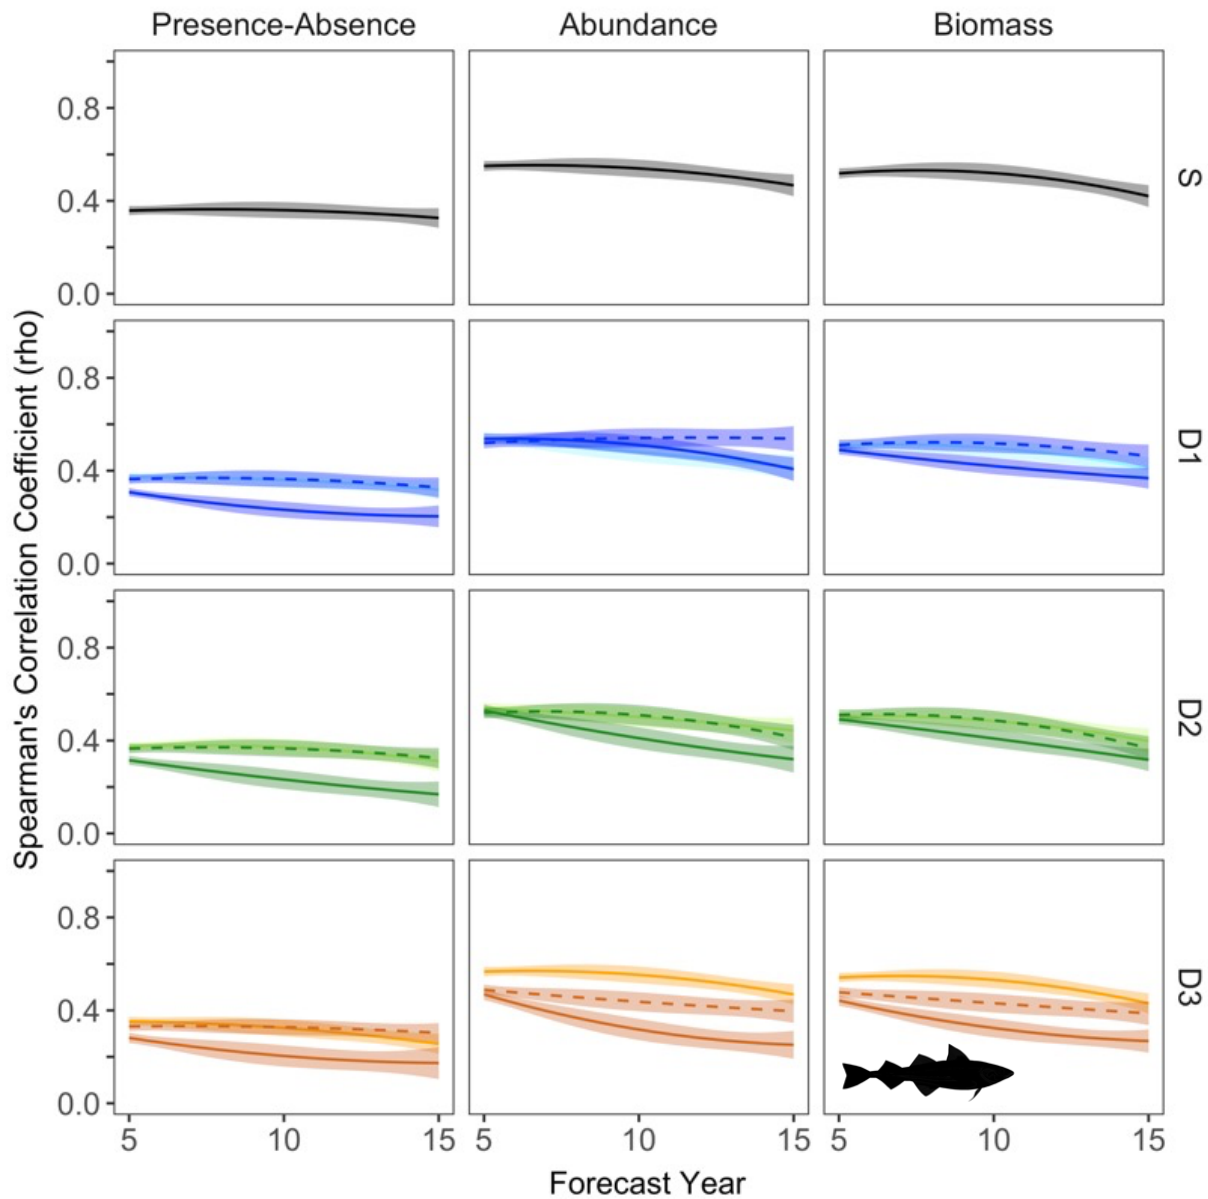 Presence-Absence Abundance Biomass
0.8
0.4
0.0
S
0.8
0.4
0.0
D1
0.8
0.4
0.0
D2
0.8
0.4
0.0
D3
5 10 15 5 10 15 5 10 15
Forecast Year
Spearman's Correlation Coefficient (rho)